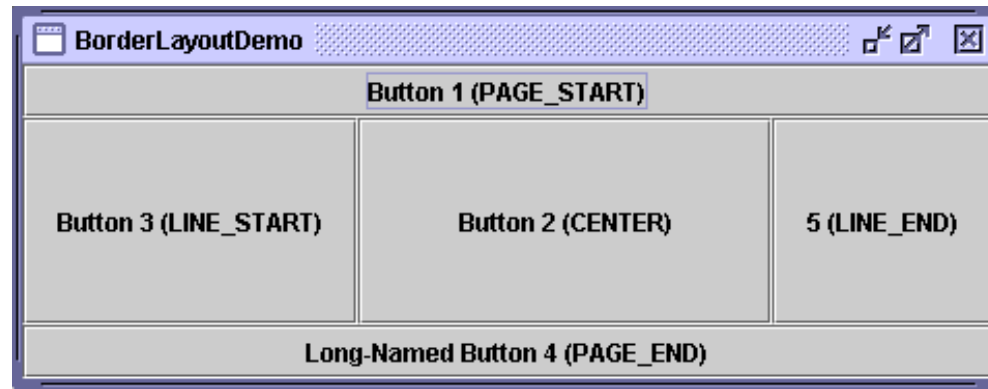 BorderLayoutDemo
Button 1 (PAGE_START)
Button 3 (LINE_START)
Button 2 (CENTER)
5 (LINE_END)
Long-Named Button 4 (PAGE_END)